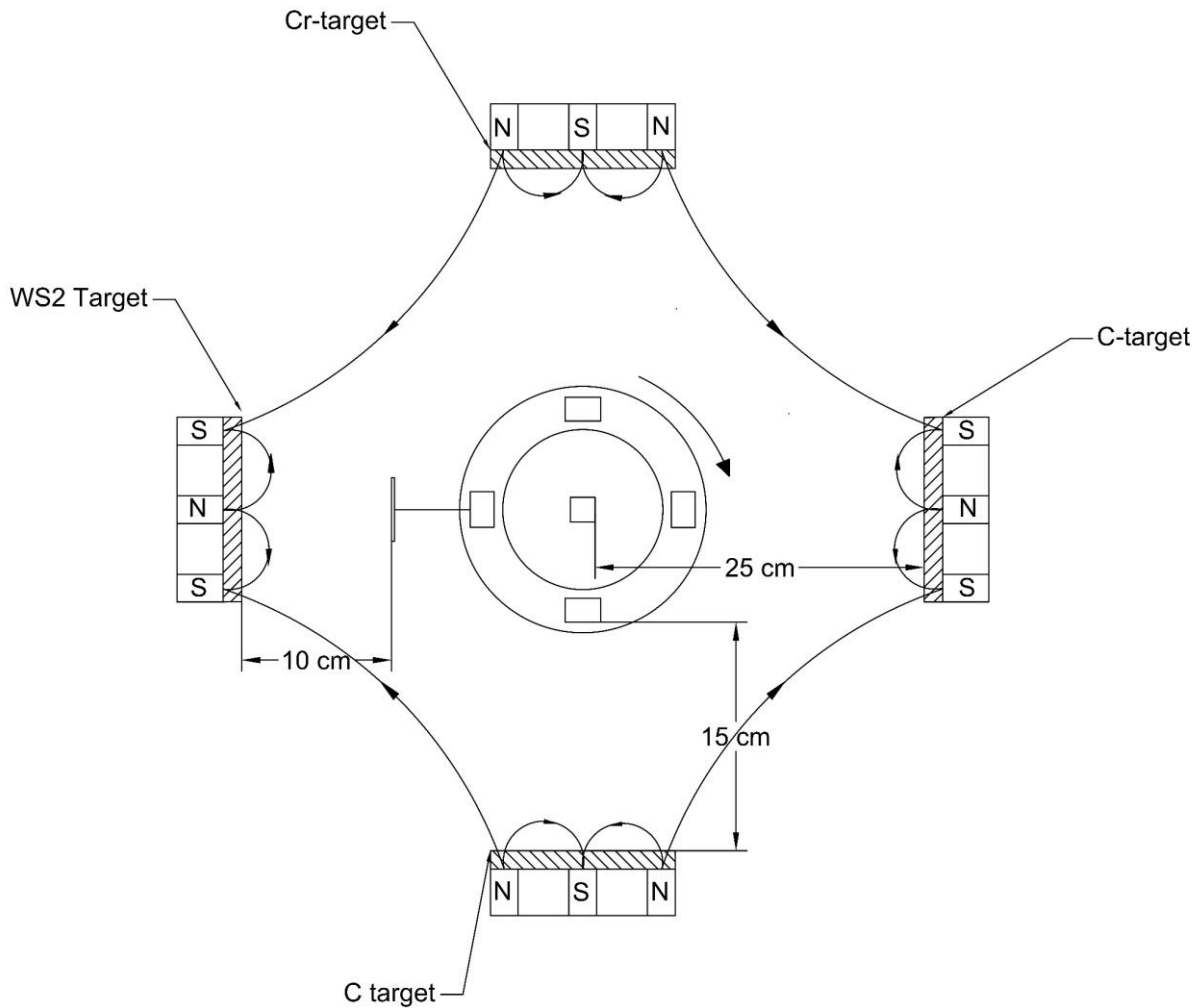 Cr-target
N S N
WS2 Target
C-target
S
N
S
S
N
S
25 cm
10 cm
15 cm
N S N
C target